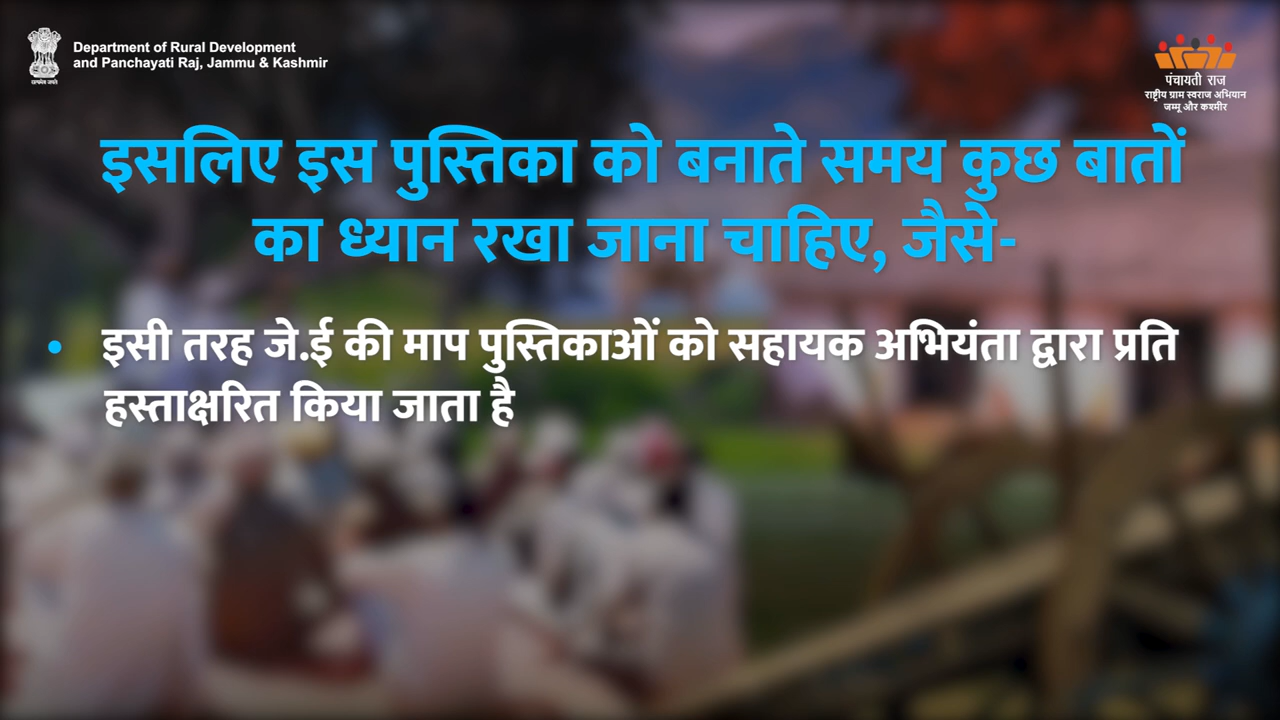 Department of Rural Development
and Panchayati Raj, Jammu & Kashmir
पंचायती राज
राष्ट्रीय ग्राम स्वराज अभियान
जम्मू और कश्मीर
इसलिए इस पुस्तिका को बनाते समय कुछ बातों
का ध्यान रखा जाना चाहिए, जैसे-
• इसी तरह जे.ई की माप पुस्तिकाओं को सहायक अभियंता द्वारा प्रति
हस्ताक्षरित किया जाता है